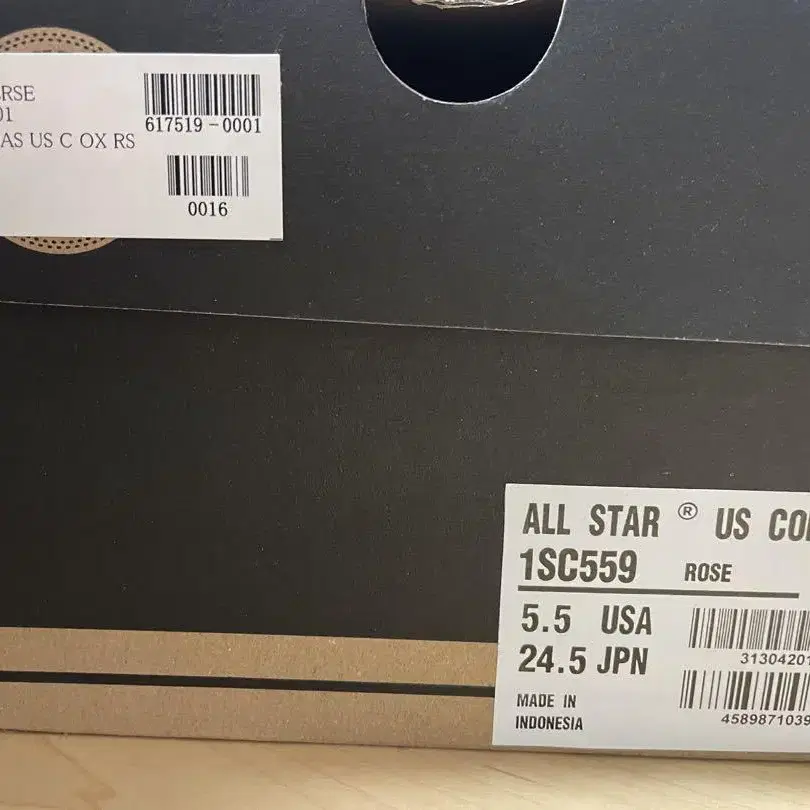 RSE
01
AS US C OX RS
617519-0001
0016
ALL STAR ® US CO
1SC559 ROSE
5.5 USA
24.5 JPN
31304201
4589871039
MADE IN
INDONESIA